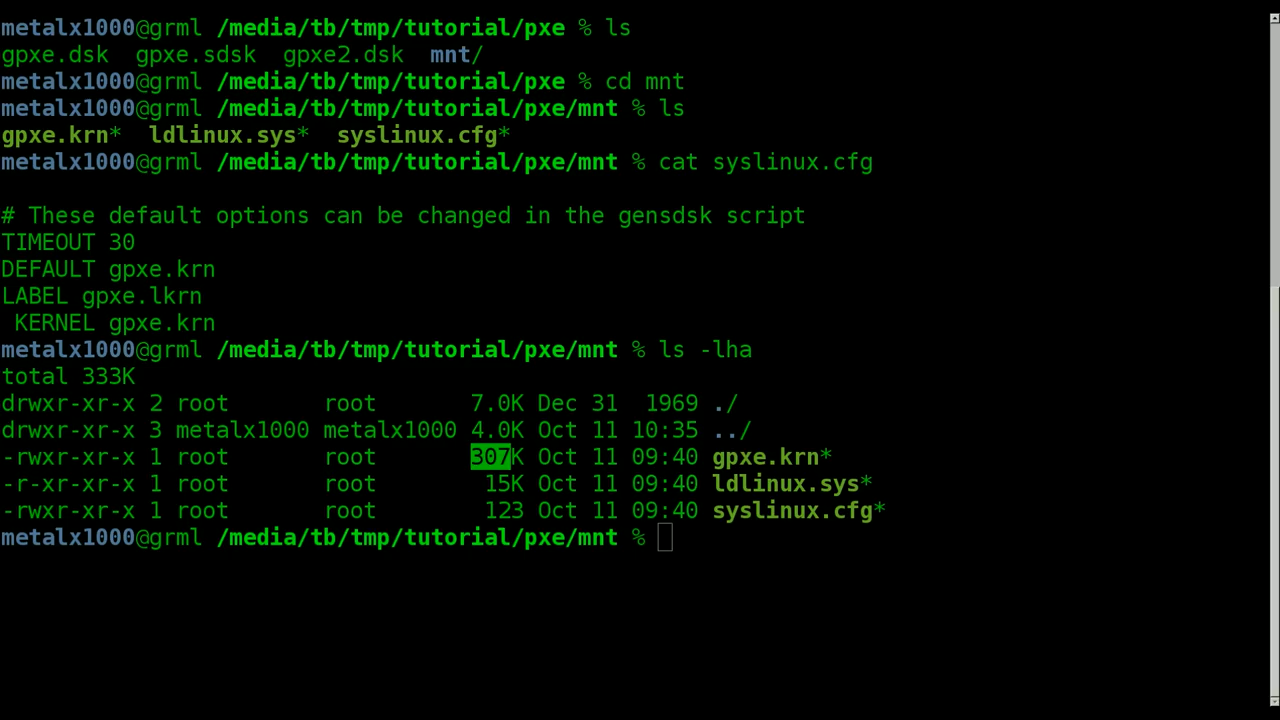 metalx1000@grml /media/tb/tmp/tutorial/pxe % ls
gpxe.dsk  gpxe.sdsk  gpxe2.dsk  mnt/
metalx1000@grml /media/tb/tmp/tutorial/pxe % cd mnt
metalx1000@grml /media/tb/tmp/tutorial/pxe/mnt % ls
gpxe.krn*  ldlinux.sys*  syslinux.cfg*
metalx1000@grml /media/tb/tmp/tutorial/pxe/mnt % cat syslinux.cfg
# These default options can be changed in the gensdsk script
TIMEOUT 30
DEFAULT gpxe.krn
LABEL gpxe.lkrn
 KERNEL gpxe.krn
metalx1000@grml /media/tb/tmp/tutorial/pxe/mnt % ls -lha
total 333K
drwxr-xr-x 2 root       root       7.0K Dec 31  1969 ./
drwxr-xr-x 3 metalx1000 metalx1000 4.0K Oct 11 10:35 ../
-rwxr-xr-x 1 root       root       307K Oct 11 09:40 gpxe.krn*
-r-xr-xr-x 1 root       root        15K Oct 11 09:40 ldlinux.sys*
-rwxr-xr-x 1 root       root        123 Oct 11 09:40 syslinux.cfg*
metalx1000@grml /media/tb/tmp/tutorial/pxe/mnt %